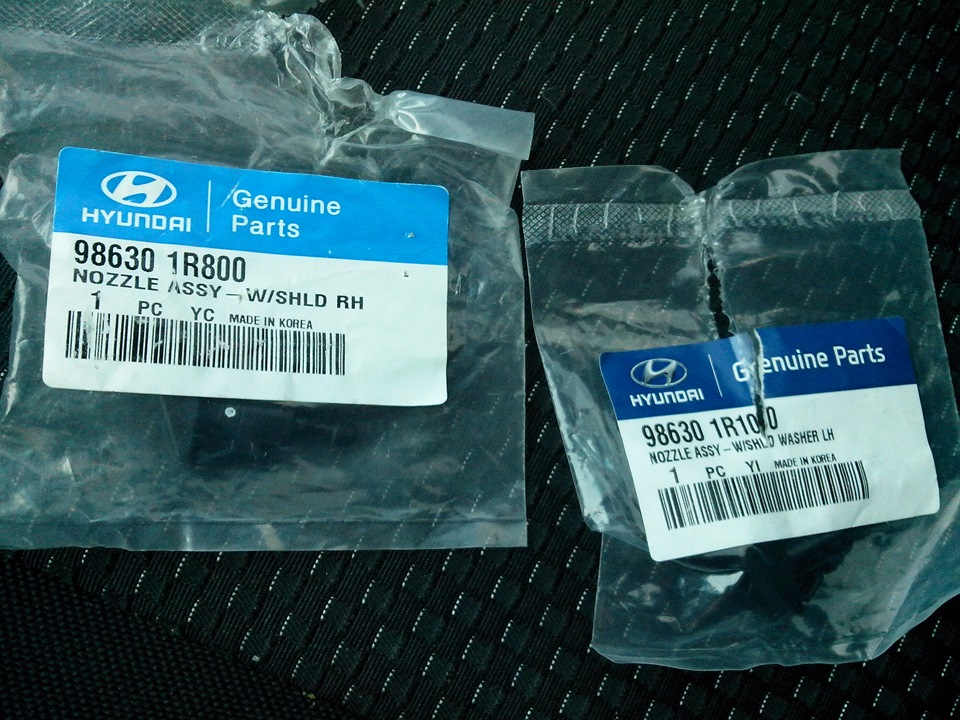 HYUNDAI
Genuine
Parts
98630 1R800
NOZZLE ASSY - W/SHLD RH
1 PC YC MADE IN KOREA
HYUNDAI
Genuine Parts
98630 1R100
NOZZLE ASSY - W/SHLD WASHER LH
1 PC YI MADE IN KOREA